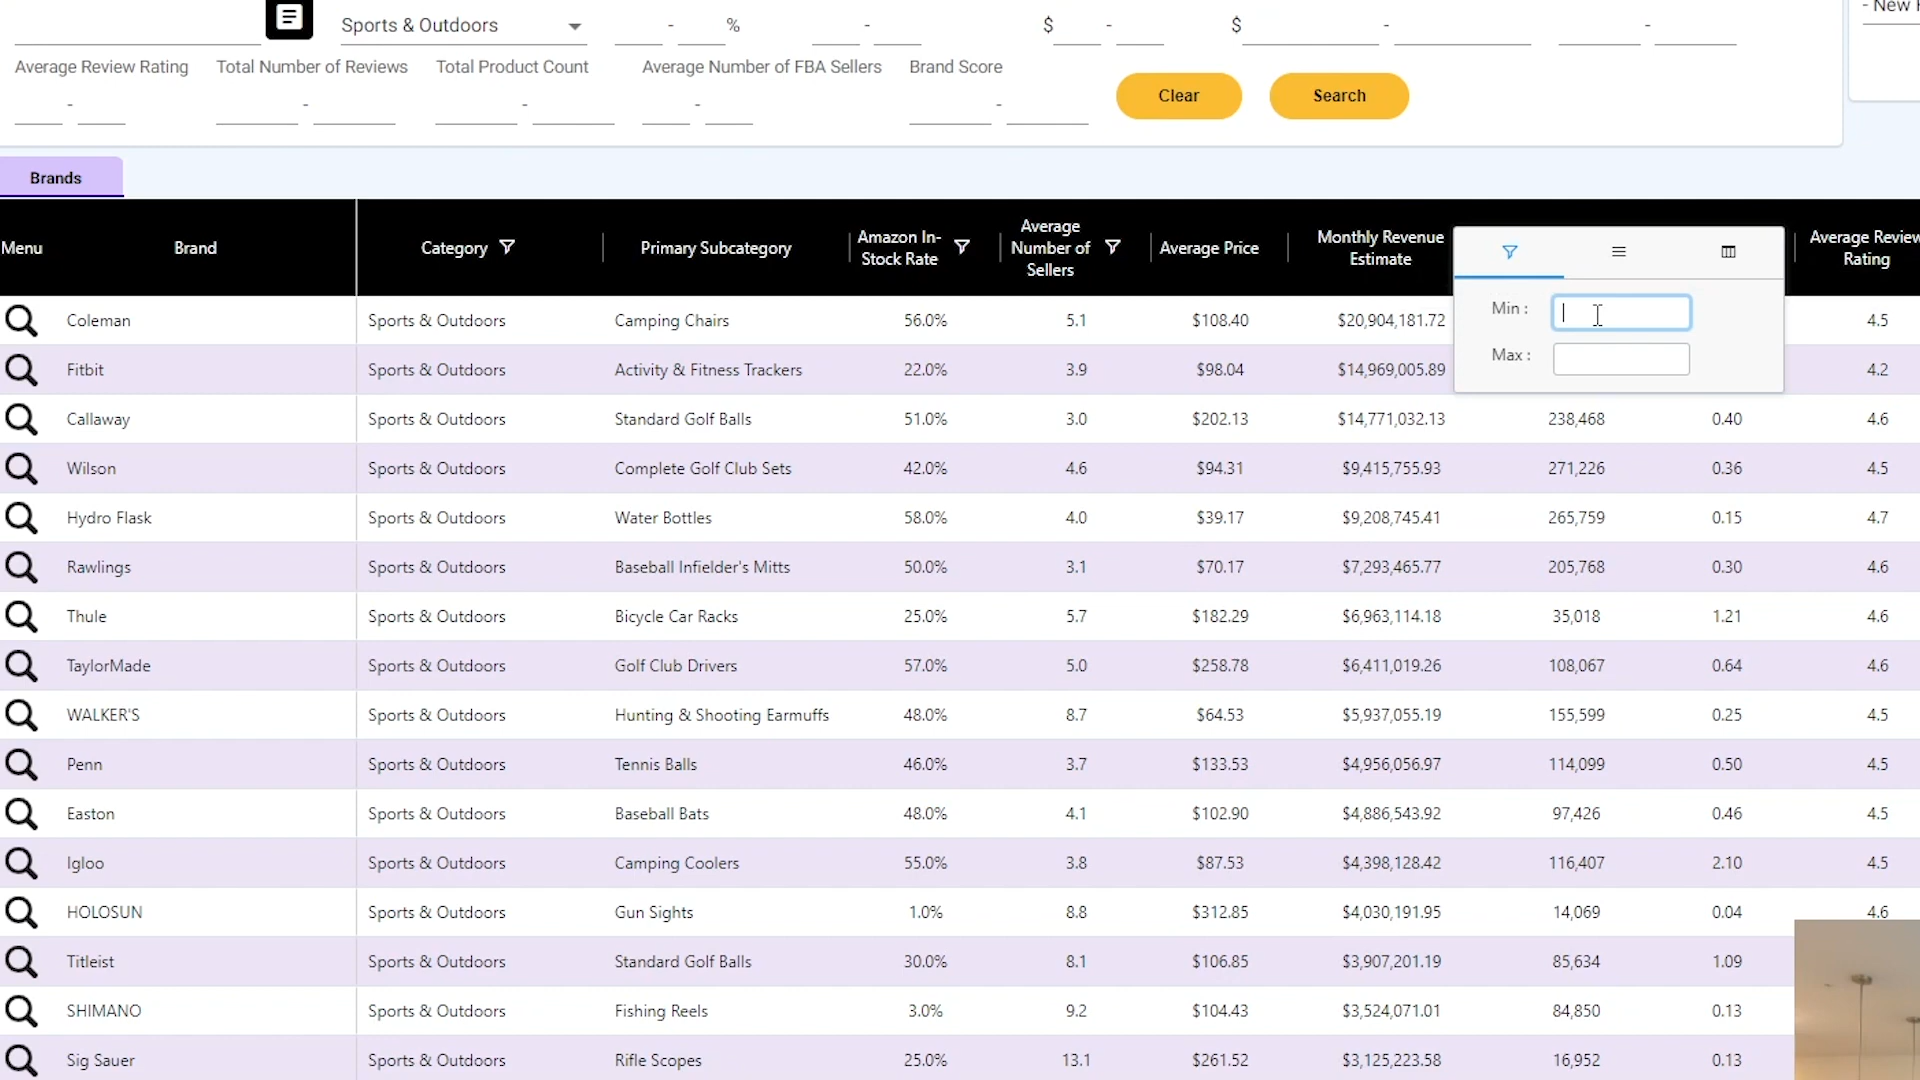 - New
Sports & Outdoors - % - $ - $ - -
Average Review Rating Total Number of Reviews Total Product Count Average Number of FBA Sellers Brand Score
- - - - - Clear Search
Brands
Menu Brand Category Primary Subcategory Amazon In-Stock Rate Average Number of Sellers Average Price Monthly Revenue Estimate Average Review Rating
Min :
Max :
Coleman Sports & Outdoors Camping Chairs 56.0% 5.1 $108.40 $20,904,181.72 4.5
Fitbit Sports & Outdoors Activity & Fitness Trackers 22.0% 3.9 $98.04 $14,969,005.89 4.2
Callaway Sports & Outdoors Standard Golf Balls 51.0% 3.0 $202.13 $14,771,032.13 238,468 0.40 4.6
Wilson Sports & Outdoors Complete Golf Club Sets 42.0% 4.6 $94.31 $9,415,755.93 271,226 0.36 4.5
Hydro Flask Sports & Outdoors Water Bottles 58.0% 4.0 $39.17 $9,208,745.41 265,759 0.15 4.7
Rawlings Sports & Outdoors Baseball Infielder's Mitts 50.0% 3.1 $70.17 $7,293,465.77 205,768 0.30 4.6
Thule Sports & Outdoors Bicycle Car Racks 25.0% 5.7 $182.29 $6,963,114.18 35,018 1.21 4.6
TaylorMade Sports & Outdoors Golf Club Drivers 57.0% 5.0 $258.78 $6,411,019.26 108,067 0.64 4.6
WALKER'S Sports & Outdoors Hunting & Shooting Earmuffs 48.0% 8.7 $64.53 $5,937,055.19 155,599 0.25 4.5
Penn Sports & Outdoors Tennis Balls 46.0% 3.7 $133.53 $4,956,056.97 114,099 0.50 4.5
Easton Sports & Outdoors Baseball Bats 48.0% 4.1 $102.90 $4,886,543.92 97,426 0.46 4.5
Igloo Sports & Outdoors Camping Coolers 55.0% 3.8 $87.53 $4,398,128.42 116,407 2.10 4.5
HOLOSUN Sports & Outdoors Gun Sights 1.0% 8.8 $312.85 $4,030,191.95 14,069 0.04 4.6
Titleist Sports & Outdoors Standard Golf Balls 30.0% 8.1 $106.85 $3,907,201.19 85,634 1.09
SHIMANO Sports & Outdoors Fishing Reels 3.0% 9.2 $104.43 $3,524,071.01 84,850 0.13
Sig Sauer Sports & Outdoors Rifle Scopes 25.0% 13.1 $261.52 $3,125,223.58 16,952 0.13